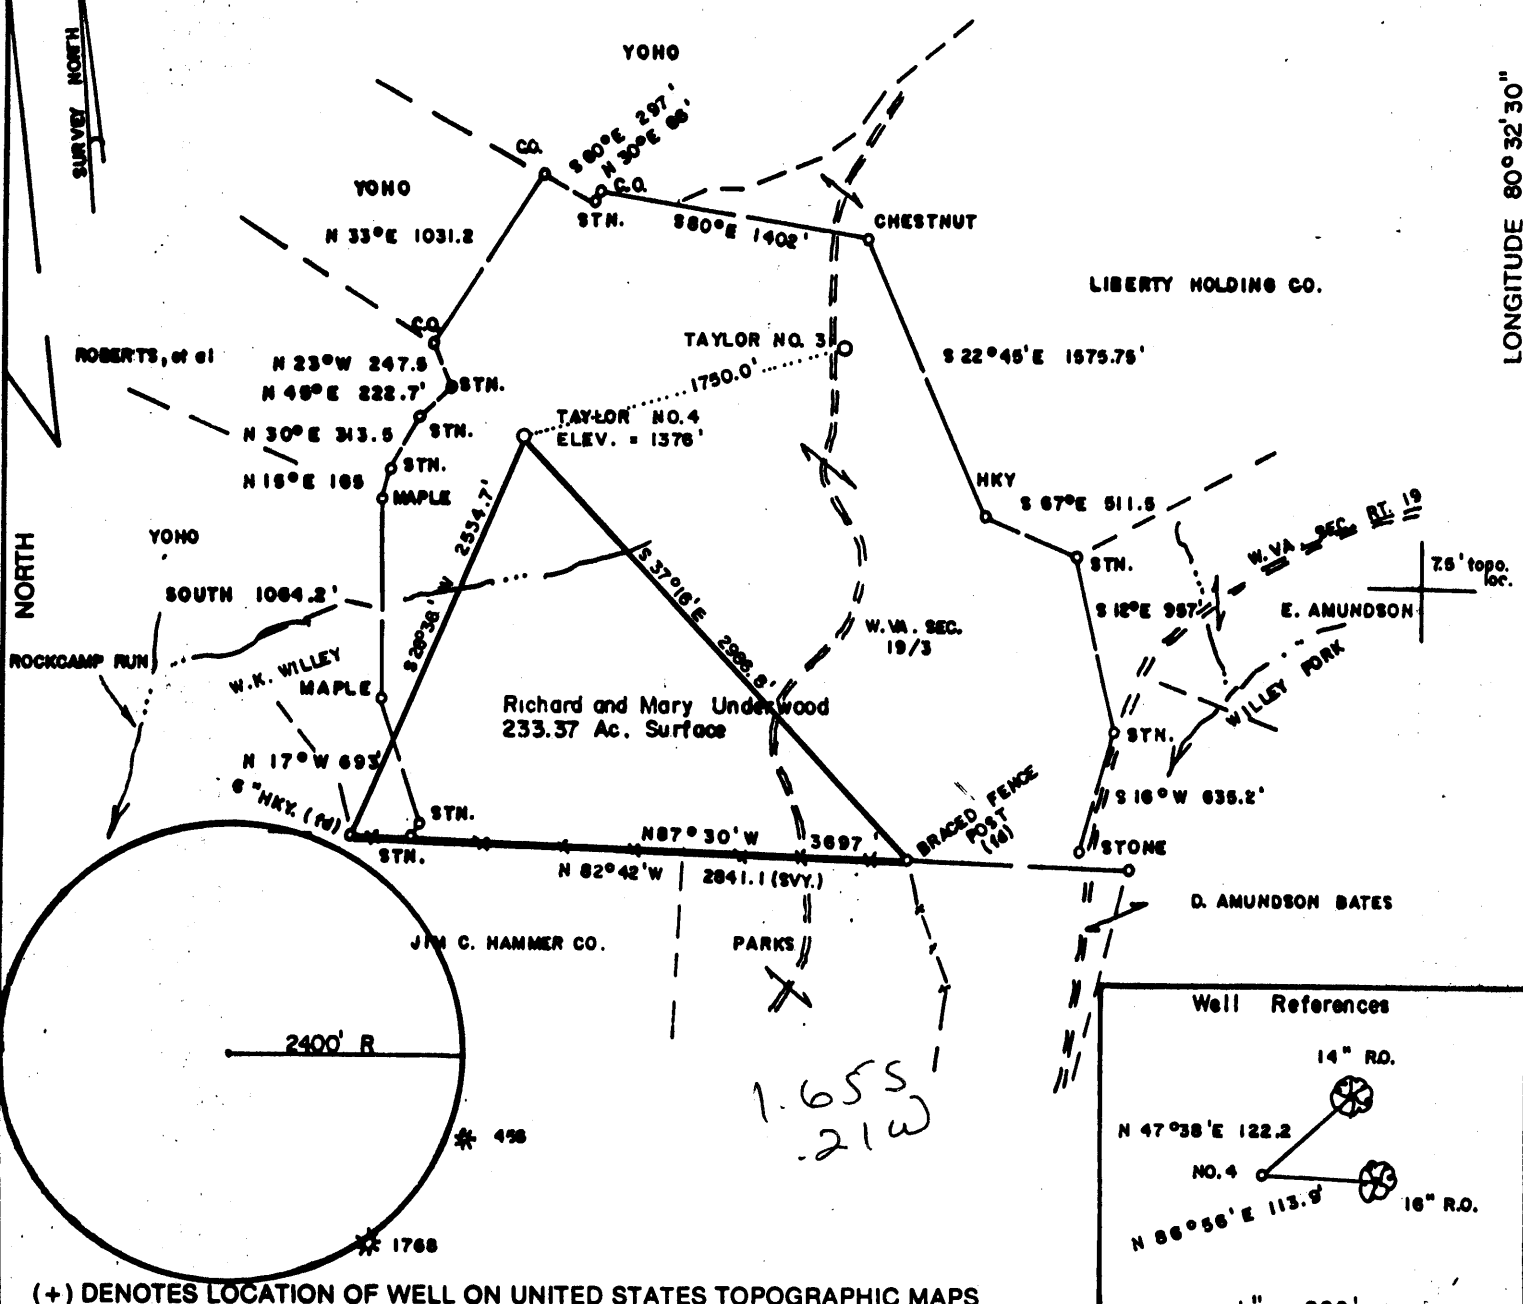 SURVEY NORTH
YOHO
LONGITUDE 80°32'30"
S 60°E 297'
N 30°E 66'
C.O.
C.O.
STN.
YOHO
N 33°E 1031.2
S 80°E 1402'
CHESTNUT
LIBERTY HOLDING CO.
C.O.
ROBERTS, et al
N 23°W 247.5
STN.
N 45°E 222.7'
STN.
N 30°E 313.5
STN.
N 15°E 165
MAPLE
TAYLOR NO. 3
1750.0'
TAYLOR NO. 4
ELEV. = 1376'
S 22°45'E 1575.75'
HKY
S 67°E 511.5
STN.
W. VA. SEC. RT. 19
7.5' topo.
loc.
NORTH
YOHO
SOUTH 1064.2'
2554.7'
S 28°38' W
S 37°16'E 2986.8'
W. VA. SEC.
19/3
S 12°E 957'
E. AMUNDSON
WILLEY FORK
ROCKCAMP RUN
W.K. WILLEY
MAPLE
Richard and Mary Underwood
233.37 Ac. Surface
STN.
N 17°W 693'
6" HKY. (fd)
STN.
STN.
S 16°W 635.2'
BRACED FENCE
POST
(fd)
STONE
N87°30'W 3697'
N 82°42'W 2841.1 (SVY.)
D. AMUNDSON BATES
JIM C. HAMMER CO.
PARKS
2400' R
1.65S
.21W
458
1768
Well References
14" R.O.
N 47°38'E 122.2
NO. 4
16" R.O.
N 86°56'E 113.9'
(+) DENOTES LOCATION OF WELL ON UNITED STATES TOPOGRAPHIC MAPS